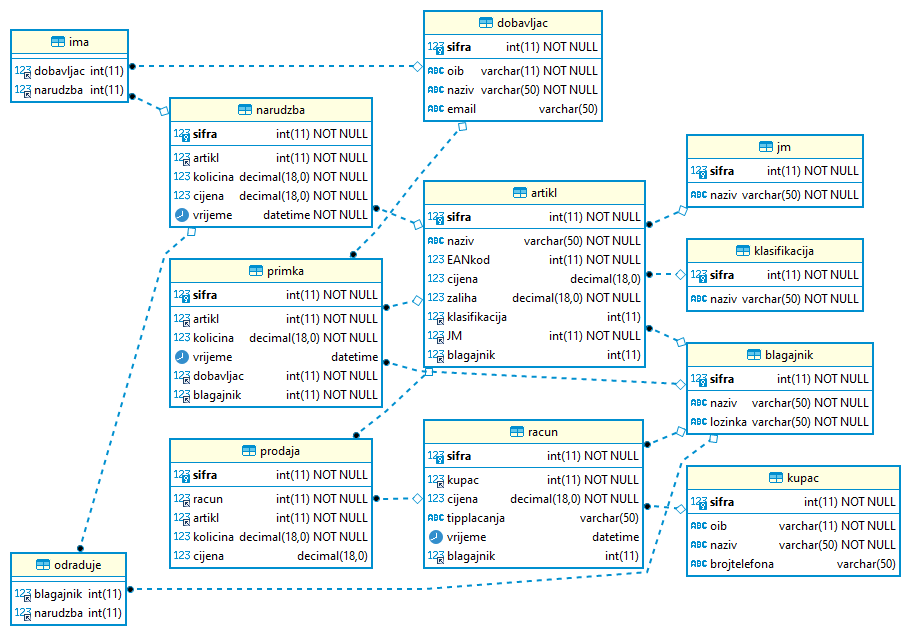 ima
dobavljac int(11)
narudzba int(11)
dobavljac
123 sifra int(11) NOT NULL
ABC oib varchar(11) NOT NULL
ABC naziv varchar(50) NOT NULL
ABC email varchar(50)
narudzba
123 sifra int(11) NOT NULL
123 artikl int(11) NOT NULL
123 kolicina decimal(18,0) NOT NULL
123 cijena decimal(18,0) NOT NULL
vrijeme datetime NOT NULL
jm
123 sifra int(11) NOT NULL
ABC naziv varchar(50) NOT NULL
artikl
123 sifra int(11) NOT NULL
ABC naziv varchar(50) NOT NULL
123 EANkod int(11) NOT NULL
123 cijena decimal(18,0)
123 zaliha decimal(18,0) NOT NULL
123 klasifikacija int(11)
123 JM int(11) NOT NULL
123 blagajnik int(11)
klasifikacija
123 sifra int(11) NOT NULL
ABC naziv varchar(50) NOT NULL
primka
123 sifra int(11) NOT NULL
123 artikl int(11) NOT NULL
123 kolicina decimal(18,0) NOT NULL
vrijeme datetime
123 dobavljac int(11) NOT NULL
123 blagajnik int(11) NOT NULL
blagajnik
123 sifra int(11) NOT NULL
ABC naziv varchar(50) NOT NULL
ABC lozinka varchar(50) NOT NULL
prodaja
123 sifra int(11) NOT NULL
123 racun int(11) NOT NULL
123 artikl int(11) NOT NULL
123 kolicina decimal(18,0) NOT NULL
123 cijena decimal(18,0)
racun
123 sifra int(11) NOT NULL
123 kupac int(11) NOT NULL
123 cijena decimal(18,0) NOT NULL
ABC tipplacanja varchar(50)
vrijeme datetime
123 blagajnik int(11)
kupac
123 sifra int(11) NOT NULL
ABC oib varchar(11) NOT NULL
ABC naziv varchar(50) NOT NULL
ABC brojtelefona varchar(50)
odraduje
123 blagajnik int(11)
123 narudzba int(11)